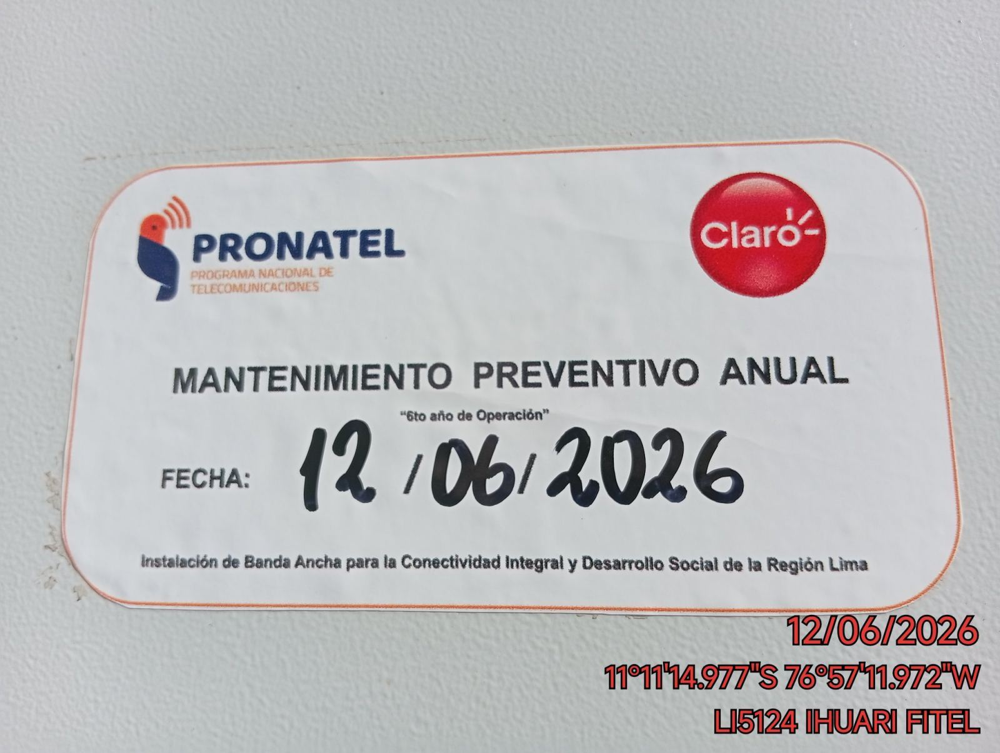 PRONATEL
PROGRAMA NACIONAL DE
TELECOMUNICACIONES
Claro
MANTENIMIENTO PREVENTIVO ANUAL
"6to año de Operación"
FECHA: 12/06/2026
Instalación de Banda Ancha para la Conectividad Integral y Desarrollo Social de la Región Lima
12/06/2026
11°11'14.977"S 76°57'11.972"W
LI5124 IHUARI FITEL